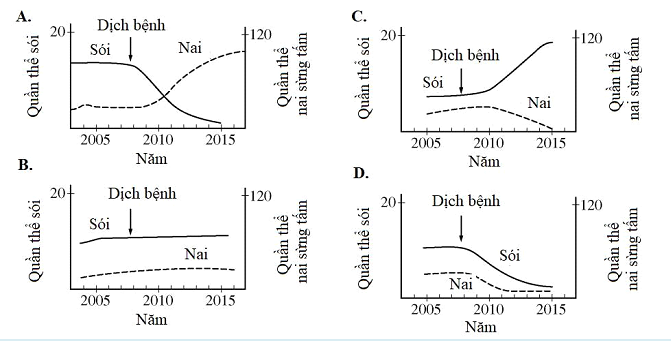 A.
Dịch bệnh
20
120
Sói
Nai
Quần thể sói
Quần thể
nai sừng tấm
2005
2010
2015
Năm
B.
Dịch bệnh
20
120
Sói
Nai
Quần thể sói
Quần thể
nai sừng tấm
2005
2010
2015
Năm
C.
20
120
Dịch bệnh
Sói
Nai
Quần thể sói
Quần thể
nai sừng tấm
2005
2010
2015
Năm
D.
Dịch bệnh
20
120
Sói
Nai
Quần thể sói
Quần thể
nai sừng tấm
2005
2010
2015
Năm